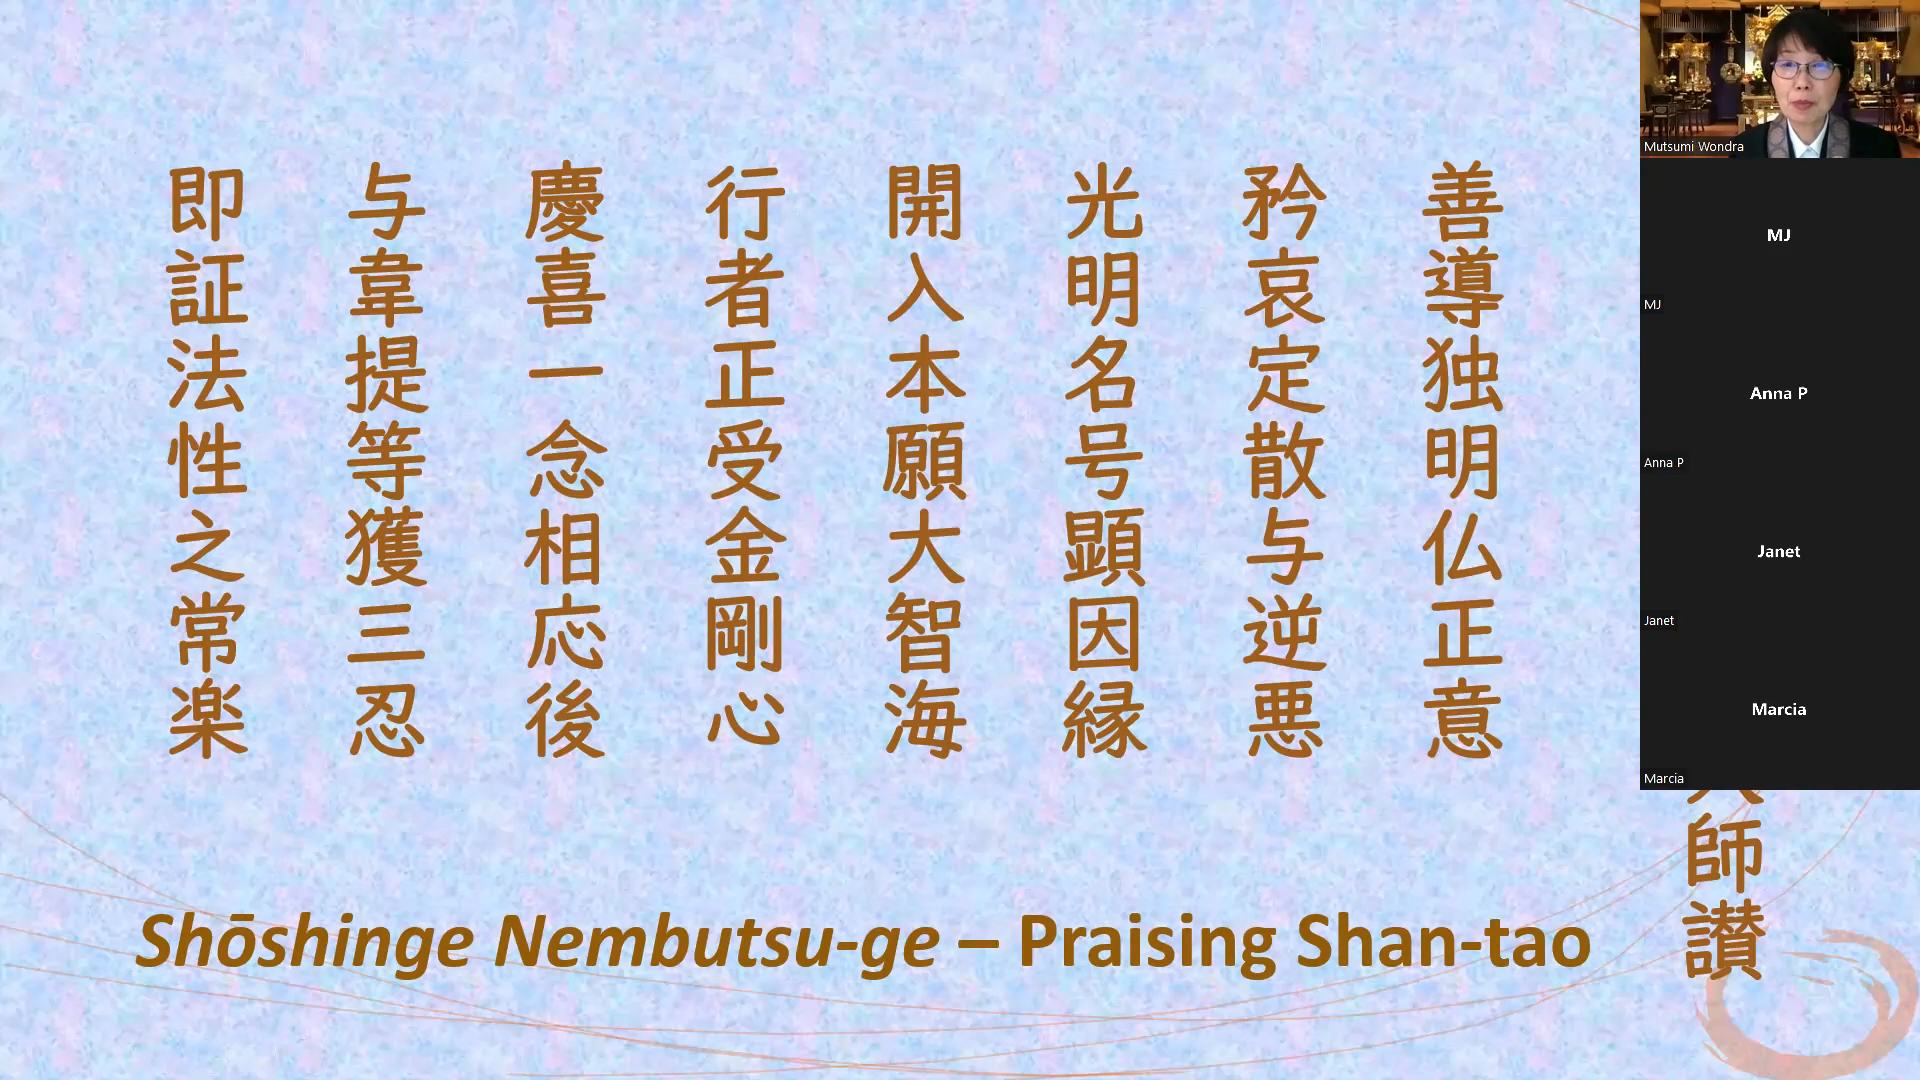 善導独明仏正意
矜哀定散与逆悪
光明名号顕因縁
開入本願大智海
行者正受金剛心
慶喜一念相応後
与韋提等獲三忍
即証法性之常楽
師讃
Shōshinge Nembutsu-ge – Praising Shan-tao
Mutsumi Wondra
MJ
MJ
Anna P
Anna P
Janet
Janet
Marcia
Marcia